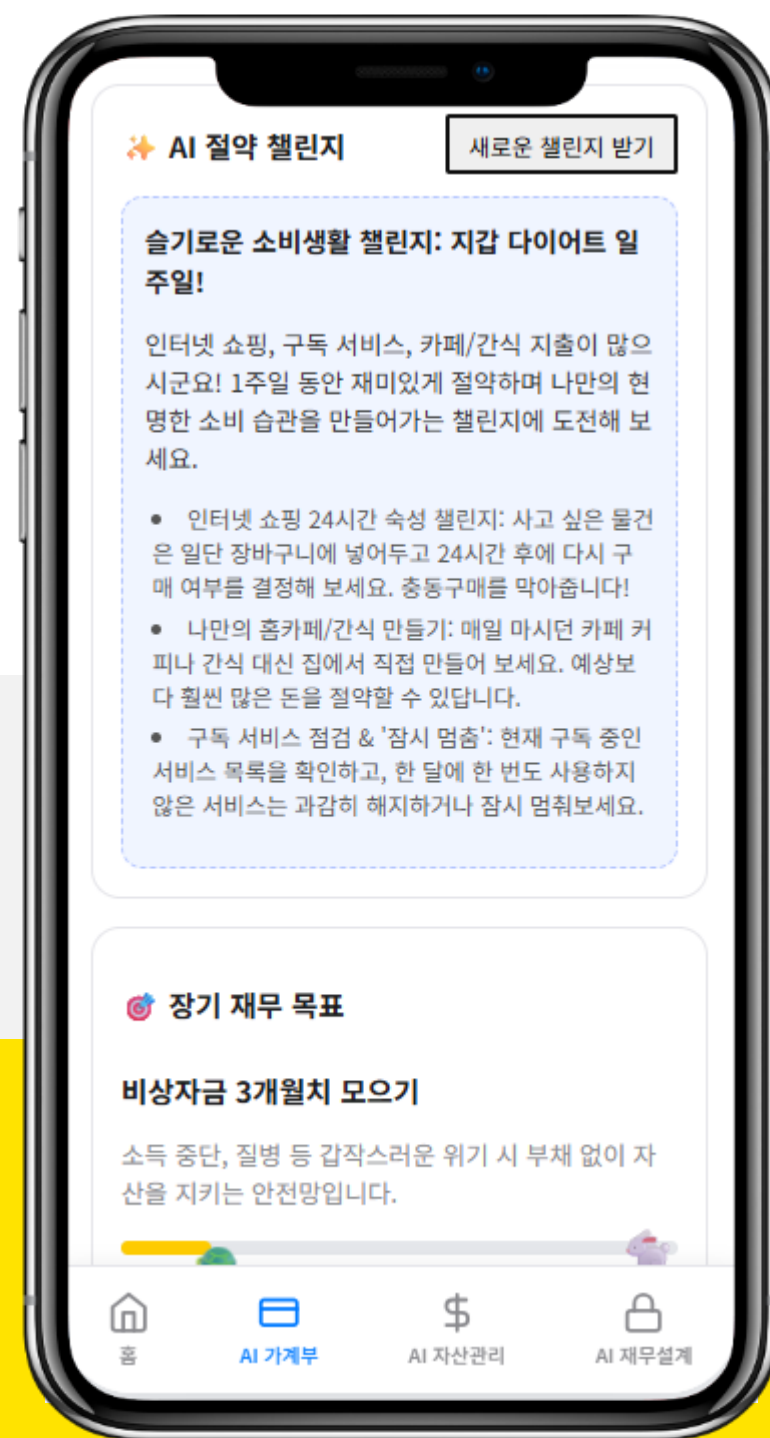 AI 절약 챌린지
새로운 챌린지 받기
슬기로운 소비생활 챌린지: 지갑 다이어트 일
주일!
인터넷 쇼핑, 구독 서비스, 카페/간식 지출이 많으
시군요! 1주일 동안 재미있게 절약하며 나만의 현
명한 소비 습관을 만들어가는 챌린지에 도전해 보
세요.
• 인터넷 쇼핑 24시간 숙성 챌린지: 사고 싶은 물건
은 일단 장바구니에 넣어두고 24시간 후에 다시 구
매 여부를 결정해 보세요. 충동구매를 막아줍니다!
• 나만의 홈카페/간식 만들기: 매일 마시던 카페 커
피나 간식 대신 집에서 직접 만들어 보세요. 예상보
다 훨씬 많은 돈을 절약할 수 있답니다.
• 구독 서비스 점검 & '잠시 멈춤': 현재 구독 중인
서비스 목록을 확인하고, 한 달에 한 번도 사용하지
않은 서비스는 과감히 해지하거나 잠시 멈춰보세요.
장기 재무 목표
비상자금 3개월치 모으기
소득 중단, 질병 등 갑작스러운 위기 시 부채 없이 자
산을 지키는 안전망입니다.
홈
AI 가계부
AI 자산관리
AI 재무설계